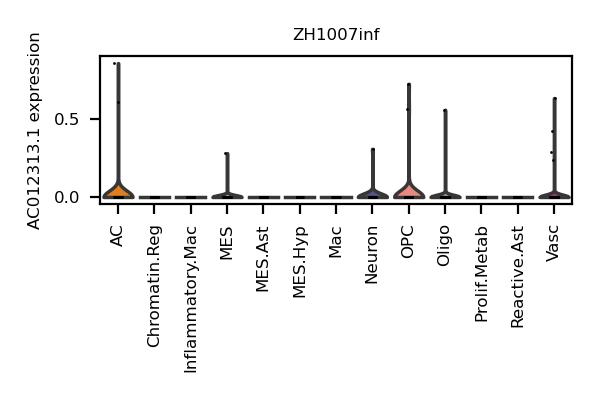 ZH1007inf
AC012313.1 expression
0.5
0.0
AC
Chromatin.Reg
Inflammatory.Mac
MES
MES.Ast
MES.Hyp
Mac
Neuron
OPC
Oligo
Prolif.Metab
Reactive.Ast
Vasc